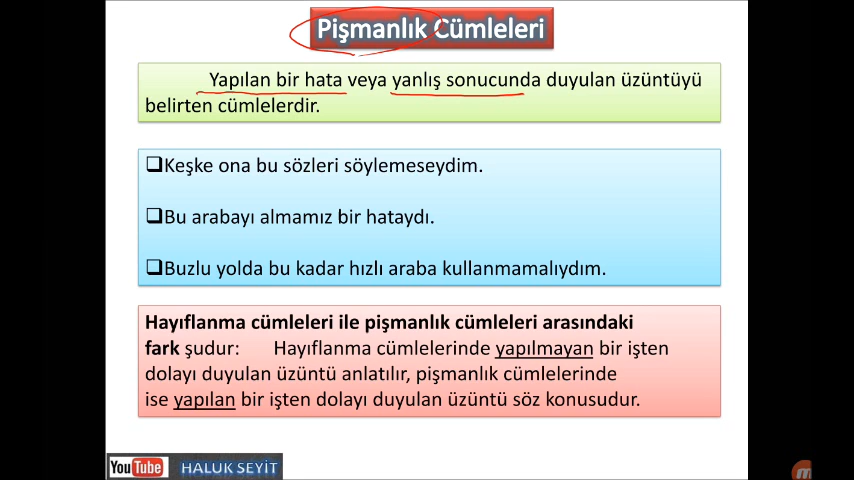 Pişmanlık Cümleleri
Yapılan bir hata veya yanlış sonucunda duyulan üzüntüyü
belirten cümlelerdir.
Keşke ona bu sözleri söylemeseydim.
Bu arabayı almamız bir hataydı.
Buzlu yolda bu kadar hızlı araba kullanmamalıydım.
Hayıflanma cümleleri ile pişmanlık cümleleri arasındaki
fark şudur: Hayıflanma cümlelerinde yapılmayan bir işten
dolayı duyulan üzüntü anlatılır, pişmanlık cümlelerinde
ise yapılan bir işten dolayı duyulan üzüntü söz konusudur.
YouTube HALUK SEYİT